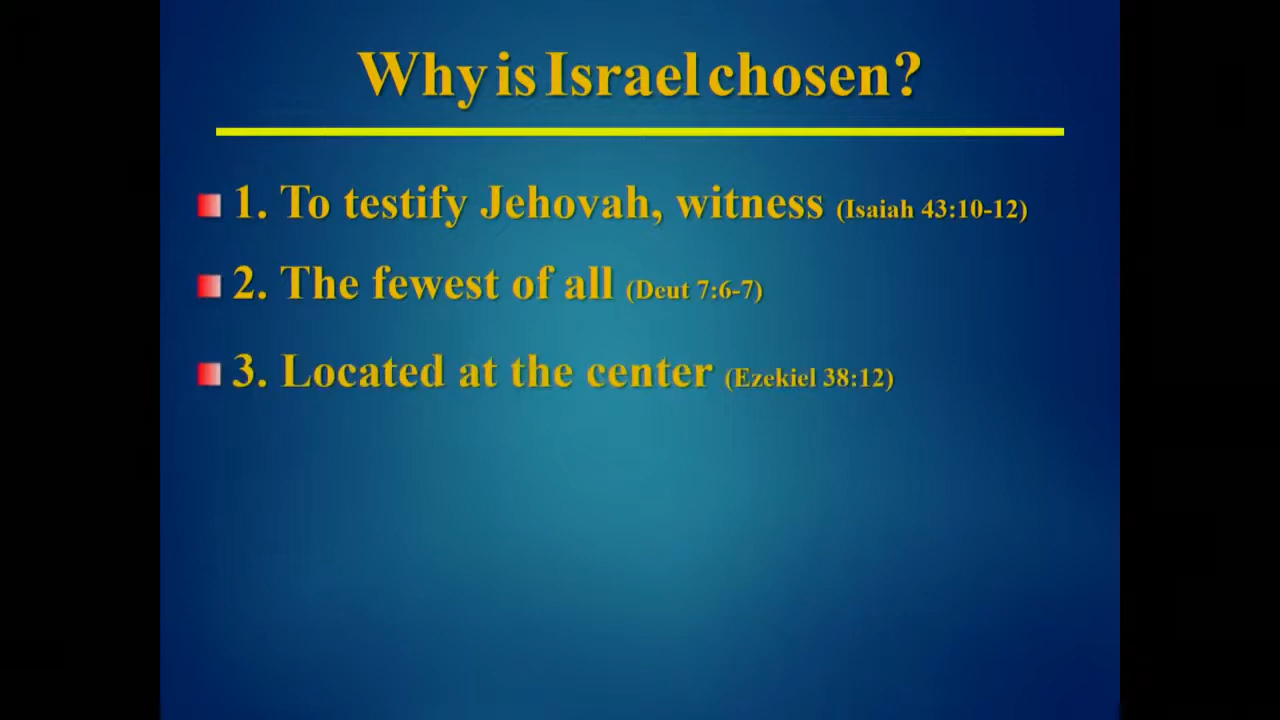 Why is Israel chosen?
1. To testify Jehovah, witness (Isaiah 43:10-12)
2. The fewest of all (Deut 7:6-7)
3. Located at the center (Ezekiel 38:12)